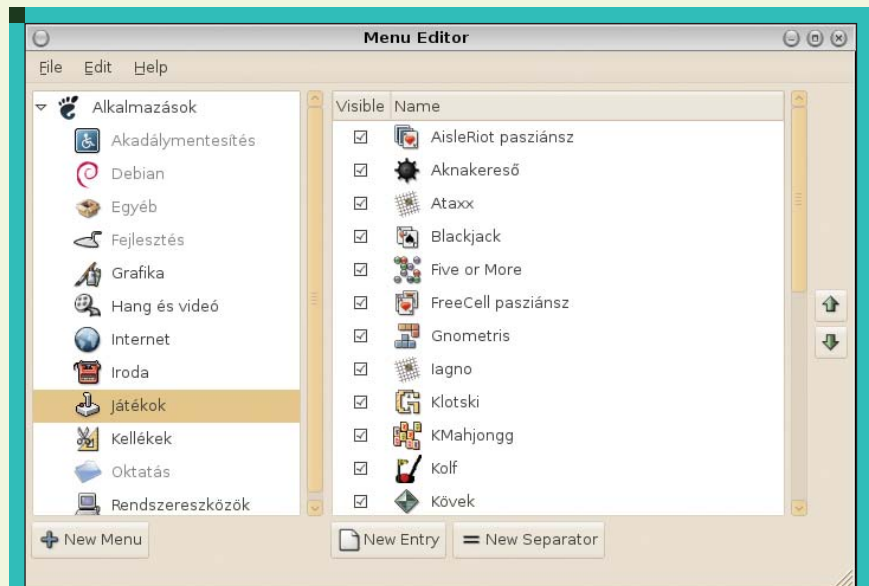 Menu Editor
File Edit Help
Alkalmazások
Akadálymentesítés
Debian
Egyéb
Fejlesztés
Grafika
Hang és videó
Internet
Iroda
Játékok
Kellékek
Oktatás
Rendszereszközök
New Menu
Visible Name
AisleRiot pasziánsz
Aknakereső
Ataxx
Blackjack
Five or More
FreeCell pasziánsz
Gnometris
Iagno
Klotski
KMahjongg
Kolf
Kövek
New Entry
New Separator